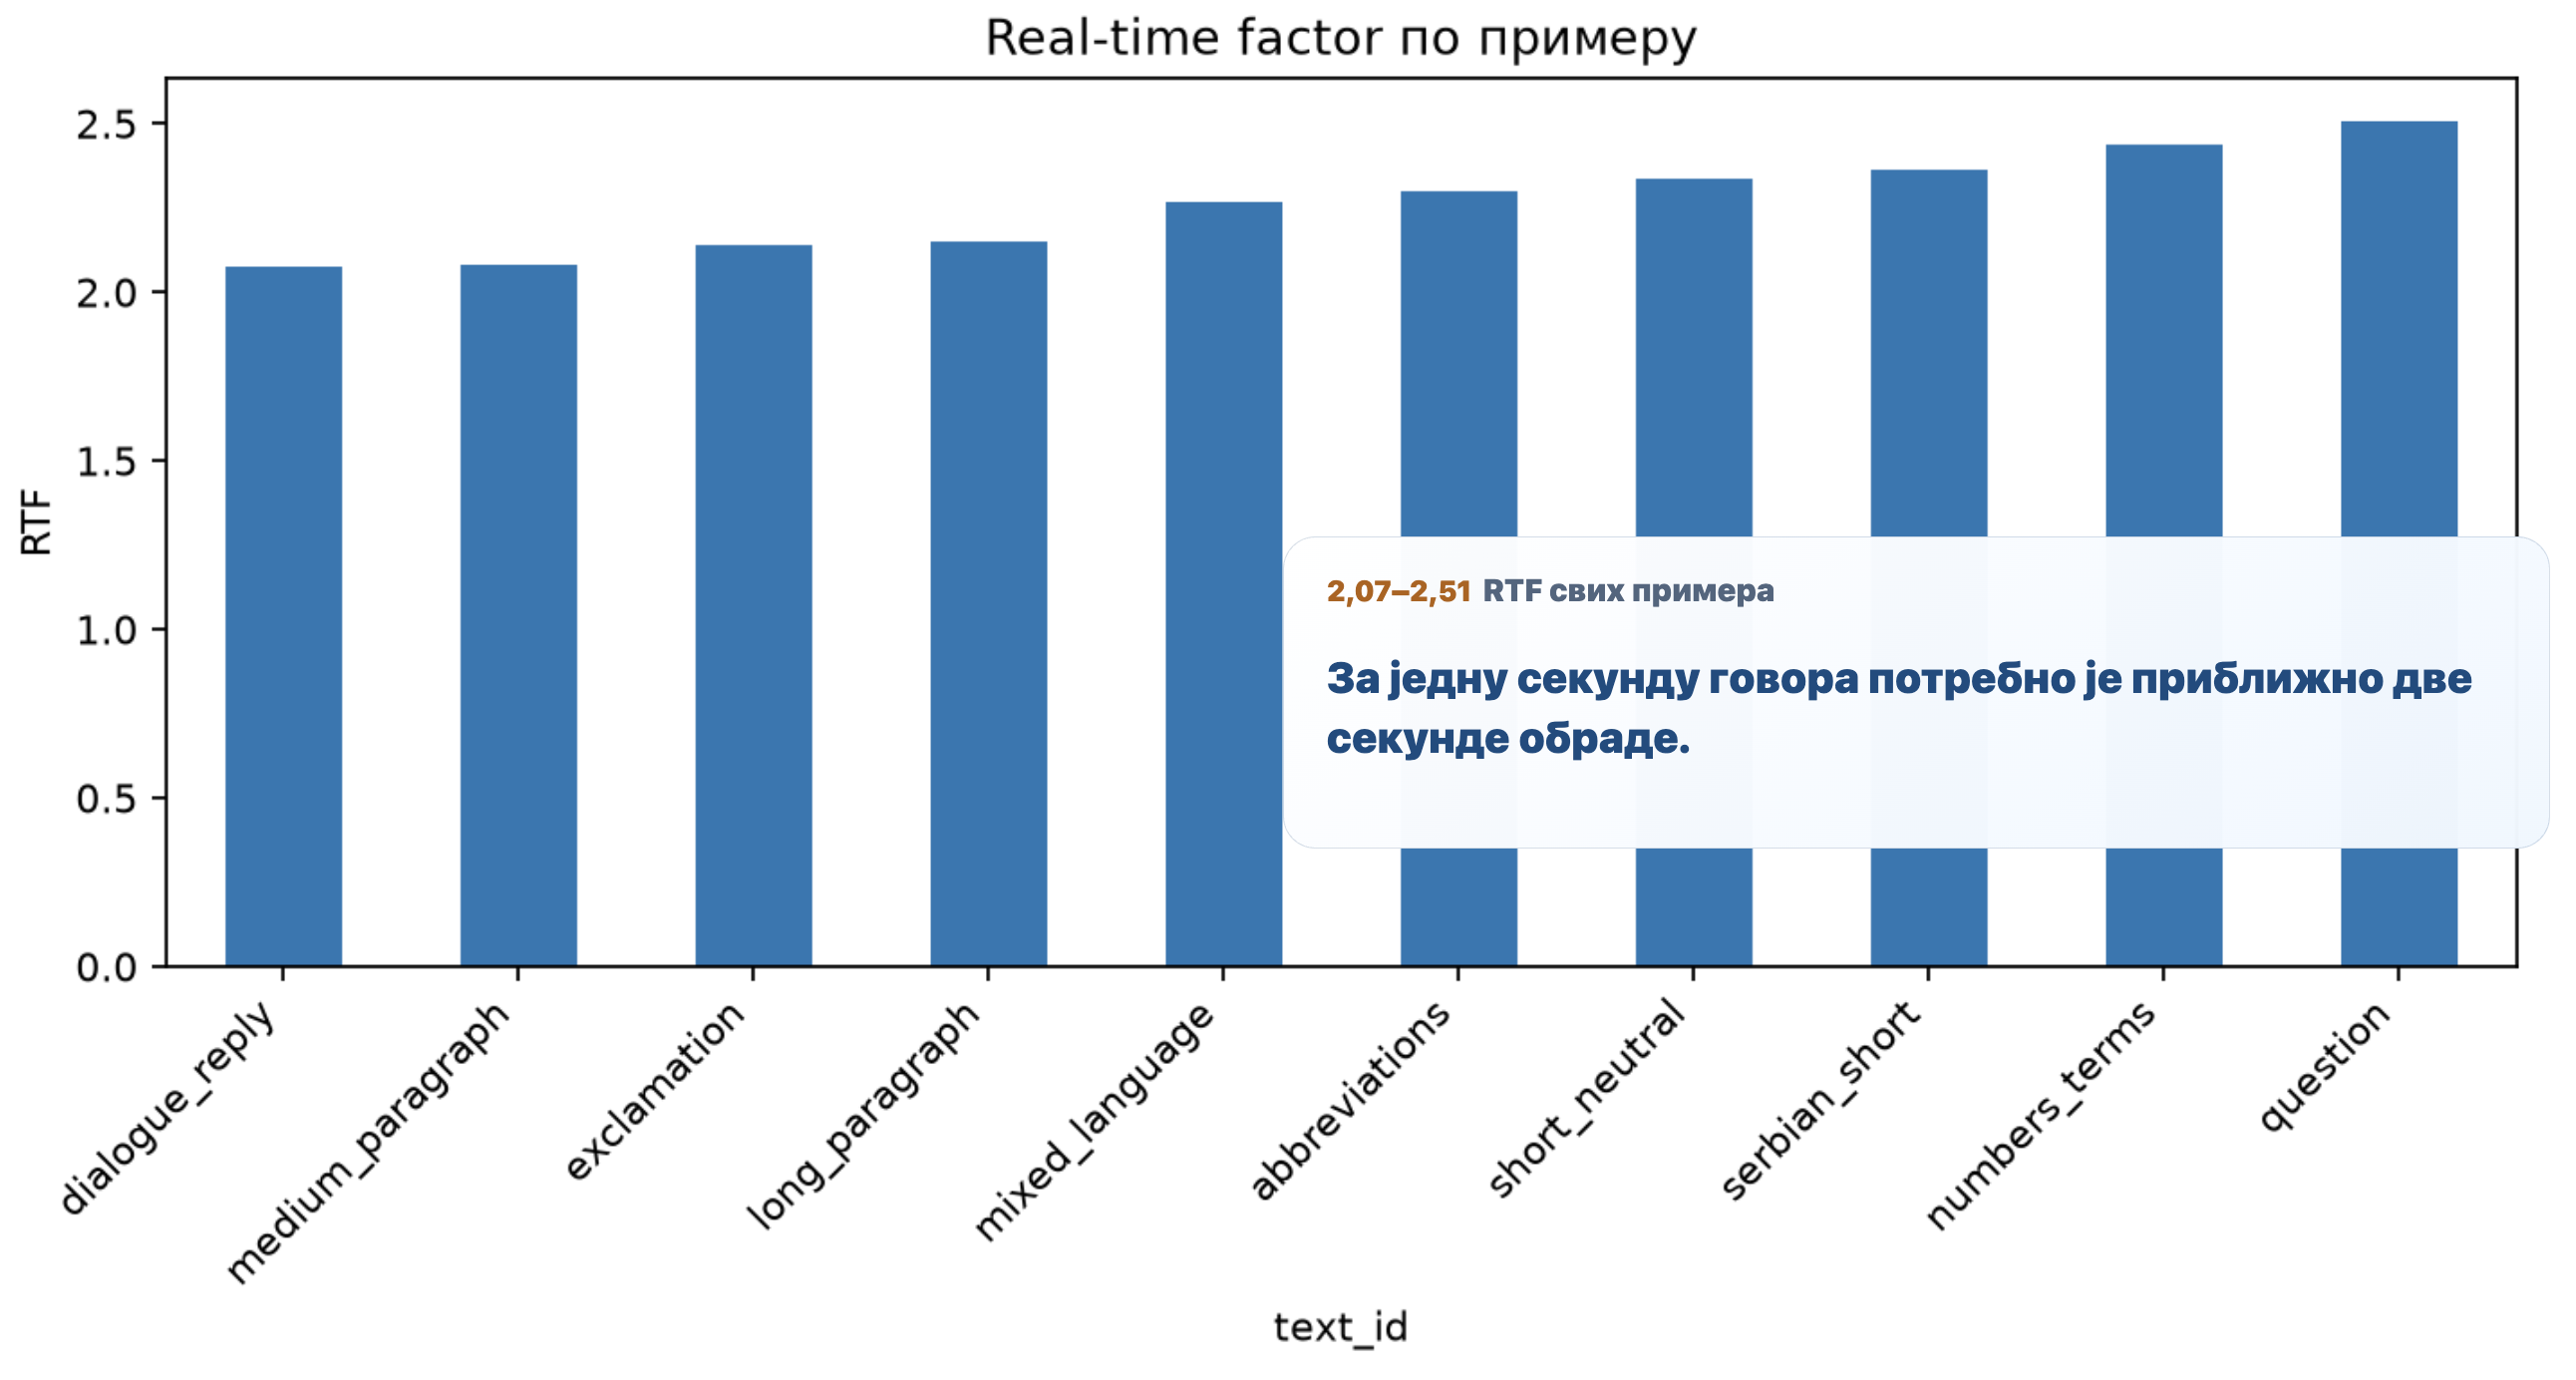 Real-time factor по примеру
2.5
2.0
1.5
1.0
0.5
0.0
RTF
2,07–2,51 RTF свих примера
За једну секунду говора потребно је приближно две
секунде обраде.
dialogue_reply
medium_paragraph
exclamation
long_paragraph
mixed_language
abbreviations
short_neutral
serbian_short
numbers_terms
question
text_id